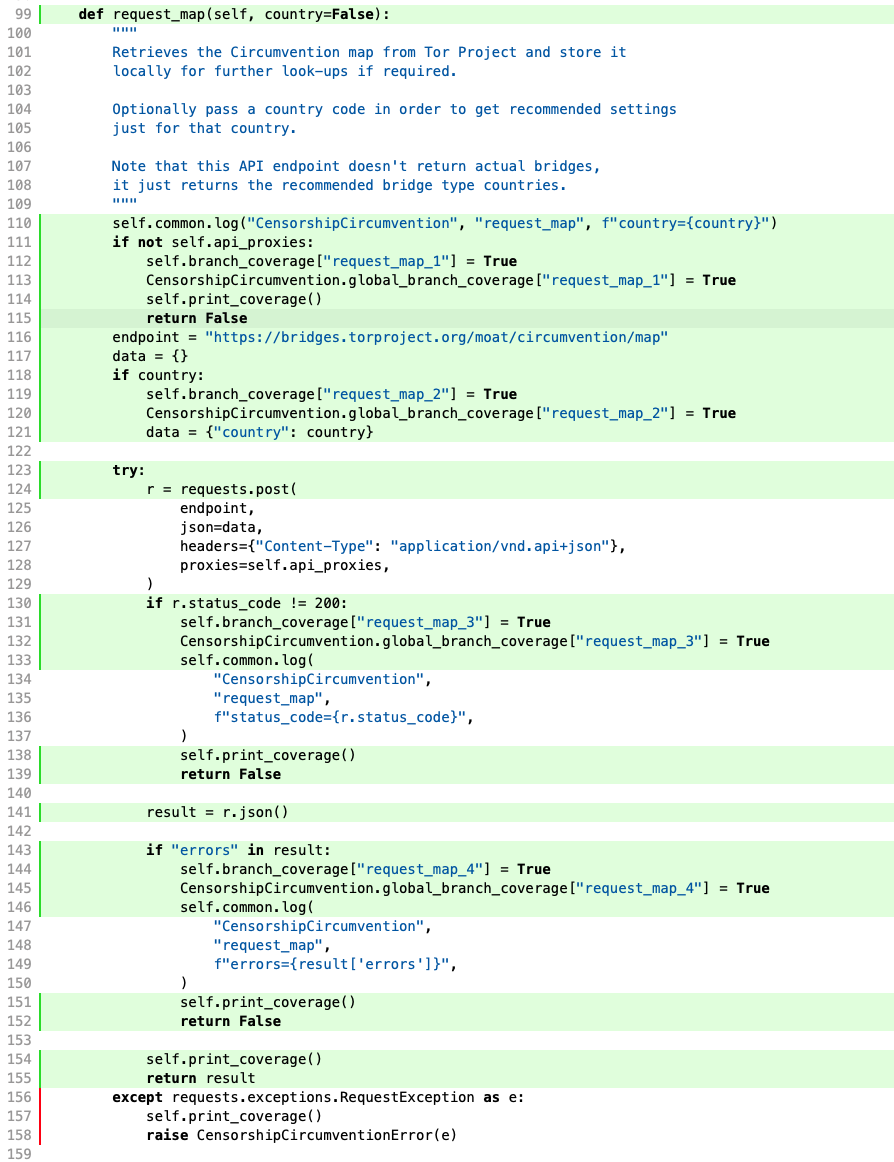 99 def request_map(self, country=False):
100 """
101 Retrieves the Circumvention map from Tor Project and store it
102 locally for further look-ups if required.
103
104 Optionally pass a country code in order to get recommended settings
105 just for that country.
106
107 Note that this API endpoint doesn't return actual bridges,
108 it just returns the recommended bridge type countries.
109 """
110 self.common.log("CensorshipCircumvention", "request_map", f"country={country}")
111 if not self.api_proxies:
112 self.branch_coverage["request_map_1"] = True
113 CensorshipCircumvention.global_branch_coverage["request_map_1"] = True
114 self.print_coverage()
115 return False
116 endpoint = "https://bridges.torproject.org/moat/circumvention/map"
117 data = {}
118 if country:
119 self.branch_coverage["request_map_2"] = True
120 CensorshipCircumvention.global_branch_coverage["request_map_2"] = True
121 data = {"country": country}
122
123 try:
124 r = requests.post(
125 endpoint,
126 json=data,
127 headers={"Content-Type": "application/vnd.api+json"},
128 proxies=self.api_proxies,
129 )
130 if r.status_code != 200:
131 self.branch_coverage["request_map_3"] = True
132 CensorshipCircumvention.global_branch_coverage["request_map_3"] = True
133 self.common.log(
134 "CensorshipCircumvention",
135 "request_map",
136 f"status_code={r.status_code}",
137 )
138 self.print_coverage()
139 return False
140
141 result = r.json()
142
143 if "errors" in result:
144 self.branch_coverage["request_map_4"] = True
145 CensorshipCircumvention.global_branch_coverage["request_map_4"] = True
146 self.common.log(
147 "CensorshipCircumvention",
148 "request_map",
149 f"errors={result['errors']}",
150 )
151 self.print_coverage()
152 return False
153
154 self.print_coverage()
155 return result
156 except requests.exceptions.RequestException as e:
157 self.print_coverage()
158 raise CensorshipCircumventionError(e)
159